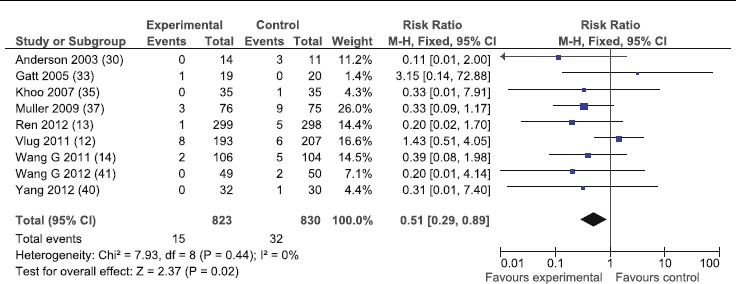 Experimental Control Risk Ratio Risk Ratio
Study or Subgroup Events Total Events Total Weight M-H, Fixed, 95% CI M-H, Fixed, 95% CI
Anderson 2003 (30) 0 14 3 11 11.2% 0.11 [0.01, 2.00]
Gatt 2005 (33) 1 19 0 20 1.4% 3.15 [0.14, 72.88]
Khoo 2007 (35) 0 35 1 35 4.3% 0.33 [0.01, 7.91]
Muller 2009 (37) 3 76 9 75 26.0% 0.33 [0.09, 1.17]
Ren 2012 (13) 1 299 5 298 14.4% 0.20 [0.02, 1.70]
Vlug 2011 (12) 8 193 6 207 16.6% 1.43 [0.51, 4.05]
Wang G 2011 (14) 2 106 5 104 14.5% 0.39 [0.08, 1.98]
Wang G 2012 (41) 0 49 2 50 7.1% 0.20 [0.01, 4.14]
Yang 2012 (40) 0 32 1 30 4.4% 0.31 [0.01, 7.40]
Total (95% CI) 823 830 100.0% 0.51 [0.29, 0.89]
Total events 15 32
Heterogeneity: Chi² = 7.93, df = 8 (P = 0.44); I² = 0%
Test for overall effect: Z = 2.37 (P = 0.02)
0.01 0.1 1 10 100
Favours experimental Favours control